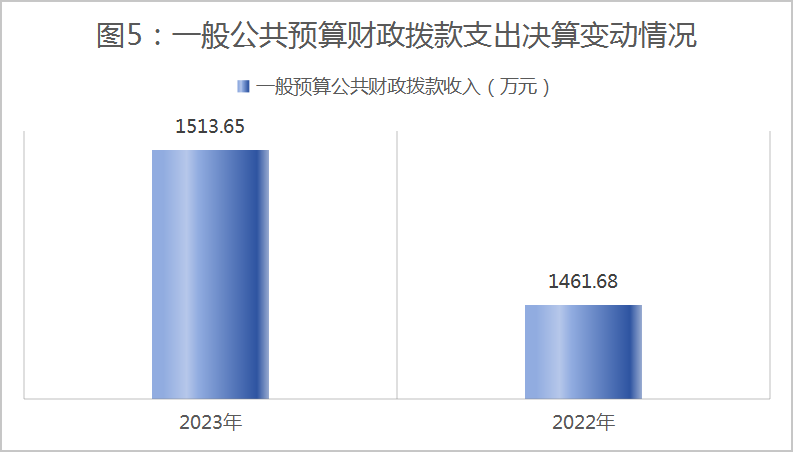 图5：一般公共预算财政拨款支出决算变动情况
一般预算公共财政拨款收入（万元）
1513.65
1461.68
2023年
2022年